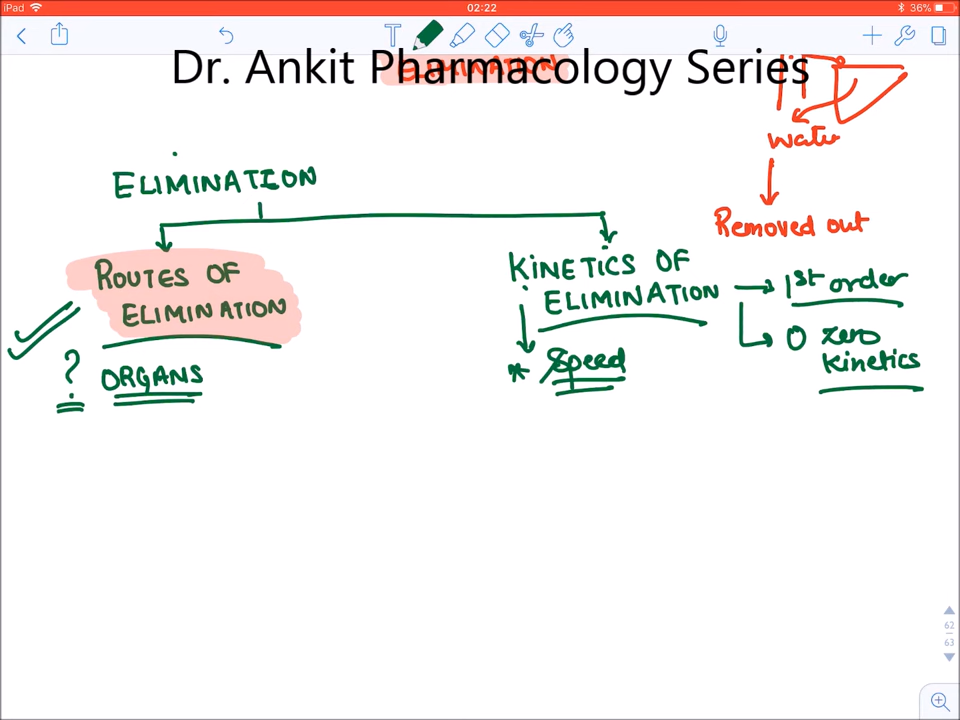 iPad
02:22
36%
T
Dr. Ankit Pharmacology Series
ELIMINATION
Water
Removed out
ELIMINATION
ROUTES OF
ELIMINATION
? ORGANS
KINETICS OF
ELIMINATION
* Speed
1st order
0 zero
kinetics
62
63